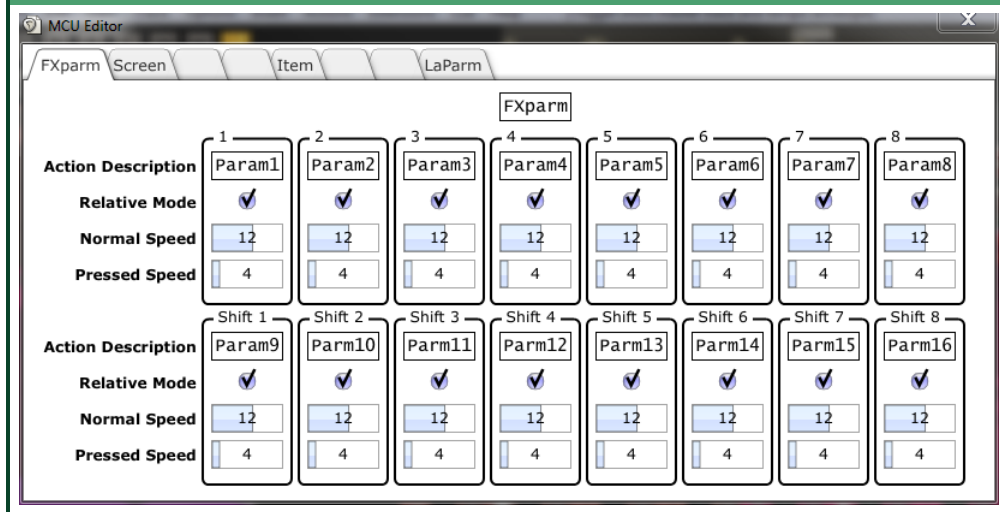 MCU Editor
X
FXparm Screen Item LaParm
FXparm
1 2 3 4 5 6 7 8
Action Description Param1 Param2 Param3 Param4 Param5 Param6 Param7 Param8
Relative Mode
Normal Speed 12 12 12 12 12 12 12 12
Pressed Speed 4 4 4 4 4 4 4 4
Shift 1 Shift 2 Shift 3 Shift 4 Shift 5 Shift 6 Shift 7 Shift 8
Action Description Param9 Parm10 Parm11 Parm12 Parm13 Parm14 Parm15 Parm16
Relative Mode
Normal Speed 12 12 12 12 12 12 12 12
Pressed Speed 4 4 4 4 4 4 4 4